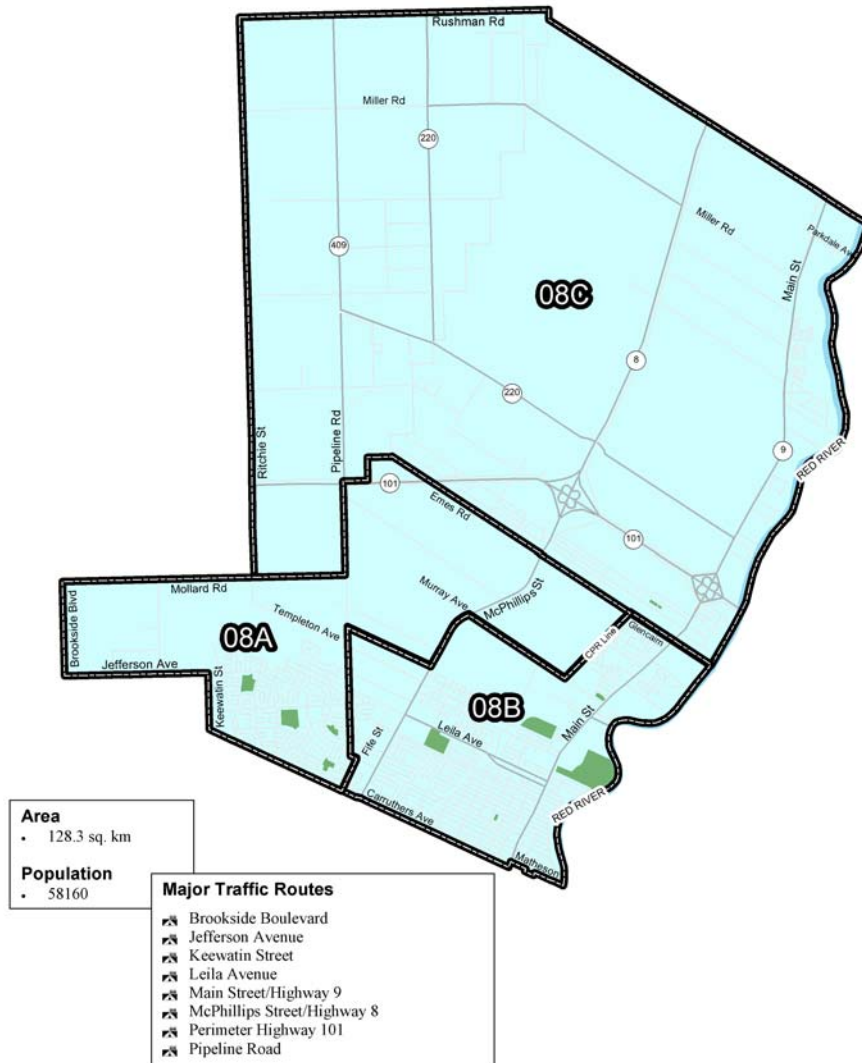 Rushman Rd
Miller Rd
220
Miller Rd
Parkdale Ave
409
Main St
08C
8
220
Ritchie St
Pipeline Rd
9
RED RIVER
101
Emes Rd
101
Mollard Rd
Murray Ave
McPhillips St
Brookside Blvd
Templeton Ave
CPR Line
Glencairn
08A
Jefferson Ave
Keewatin St
08B
Main St
Leila Ave
Fife St
RED RIVER
Carruthers Ave
Matheson
Area
• 128.3 sq. km
Population
• 58160
Major Traffic Routes
Brookside Boulevard
Jefferson Avenue
Keewatin Street
Leila Avenue
Main Street/Highway 9
McPhillips Street/Highway 8
Perimeter Highway 101
Pipeline Road